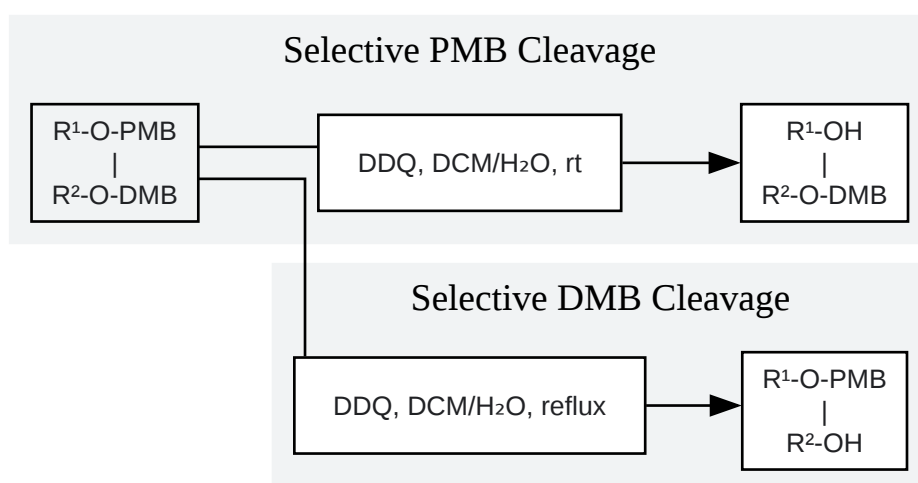 Selective PMB Cleavage
R¹-O-PMB
|
R²-O-DMB
DDQ, DCM/H₂O, rt
R¹-OH
|
R²-O-DMB
Selective DMB Cleavage
DDQ, DCM/H₂O, reflux
R¹-O-PMB
|
R²-OH